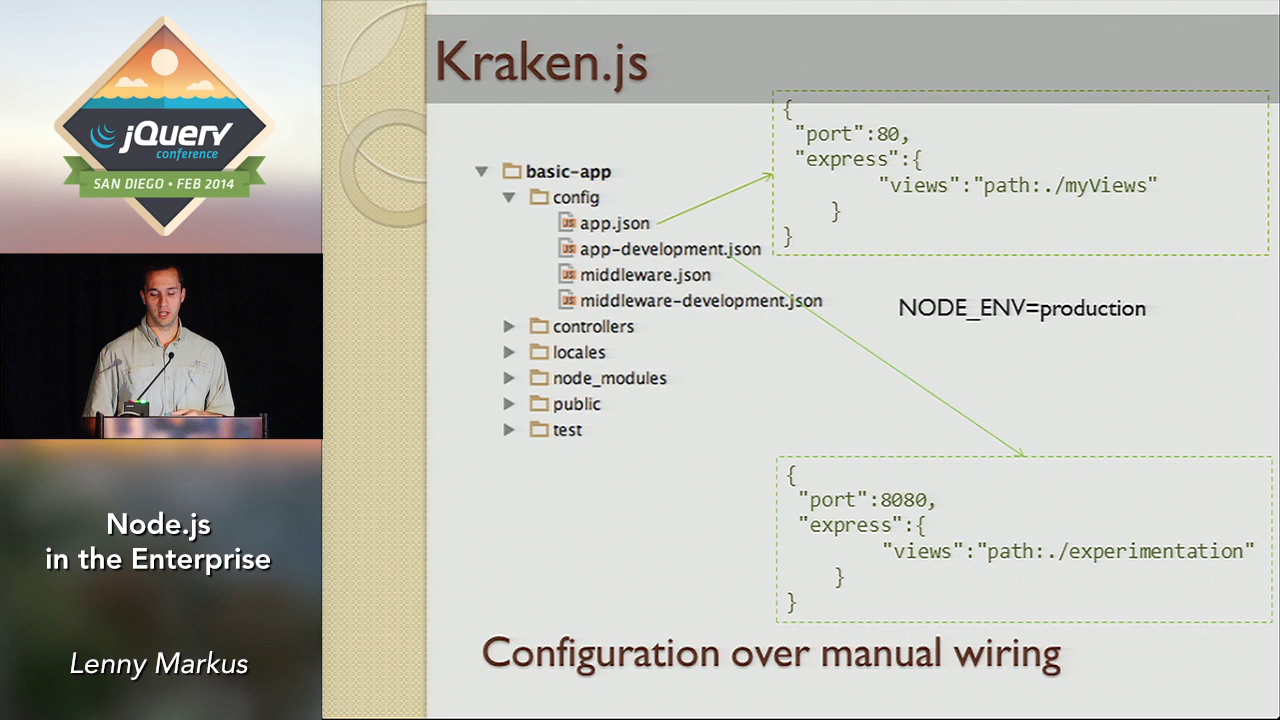 jQuery
conference
SAN DIEGO • FEB 2014
Node.js
in the Enterprise
Lenny Markus
Kraken.js
basic-app
config
app.json
app-development.json
middleware.json
middleware-development.json
controllers
locales
node_modules
public
test
{
"port":80,
"express":{
"views":"path:./myViews"
}
}
NODE_ENV=production
{
"port":8080,
"express":{
"views":"path:./experimentation"
}
}
Configuration over manual wiring